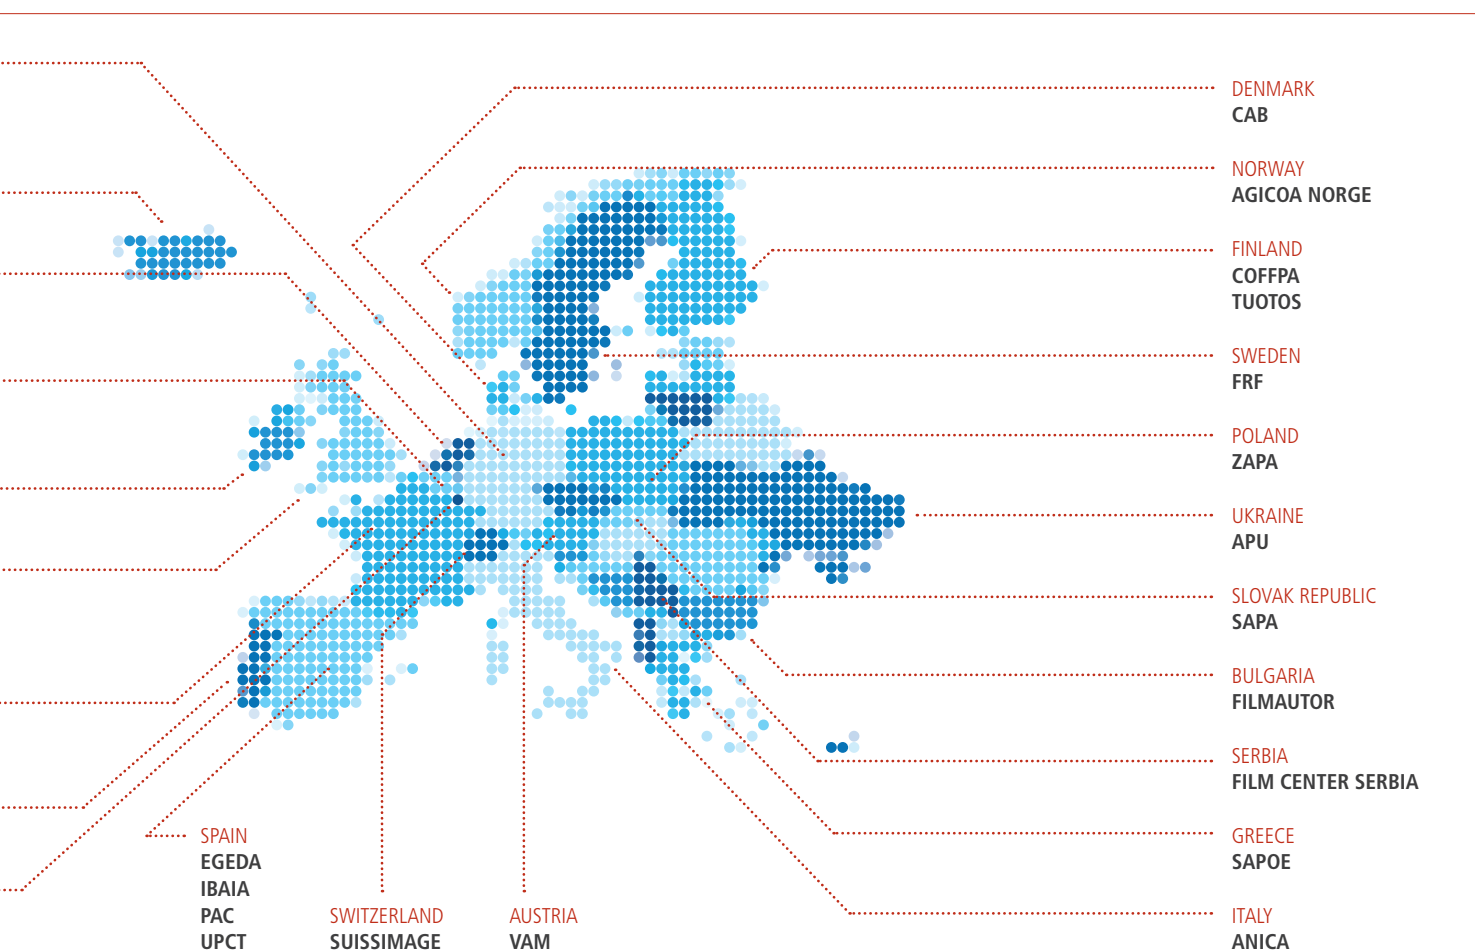 DENMARK
CAB
NORWAY
AGICOA NORGE
FINLAND
COFFPA
TUOTOS
SWEDEN
FRF
POLAND
ZAPA
UKRAINE
APU
SLOVAK REPUBLIC
SAPA
BULGARIA
FILMAUTOR
SERBIA
FILM CENTER SERBIA
GREECE
SAPOE
ITALY
ANICA
SPAIN
EGEDA
IBAIA
PAC
UPCT
SWITZERLAND
SUISSIMAGE
AUSTRIA
VAM